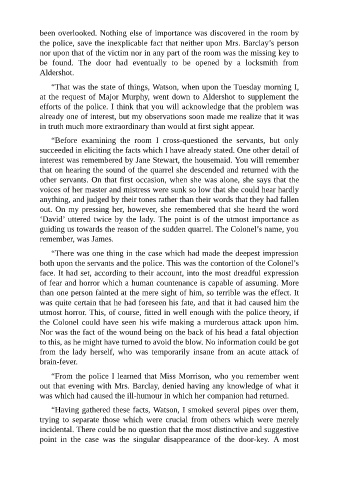 been overlooked. Nothing else of importance was discovered in the room by
the police, save the inexplicable fact that neither upon Mrs. Barclay’s person
nor upon that of the victim nor in any part of the room was the missing key to
be found. The door had eventually to be opened by a locksmith from
Aldershot.
“That was the state of things, Watson, when upon the Tuesday morning I,
at the request of Major Murphy, went down to Aldershot to supplement the
efforts of the police. I think that you will acknowledge that the problem was
already one of interest, but my observations soon made me realize that it was
in truth much more extraordinary than would at first sight appear.
“Before examining the room I cross-questioned the servants, but only
succeeded in eliciting the facts which I have already stated. One other detail of
interest was remembered by Jane Stewart, the housemaid. You will remember
that on hearing the sound of the quarrel she descended and returned with the
other servants. On that first occasion, when she was alone, she says that the
voices of her master and mistress were sunk so low that she could hear hardly
anything, and judged by their tones rather than their words that they had fallen
out. On my pressing her, however, she remembered that she heard the word
‘David’ uttered twice by the lady. The point is of the utmost importance as
guiding us towards the reason of the sudden quarrel. The Colonel’s name, you
remember, was James.
“There was one thing in the case which had made the deepest impression
both upon the servants and the police. This was the contortion of the Colonel’s
face. It had set, according to their account, into the most dreadful expression
of fear and horror which a human countenance is capable of assuming. More
than one person fainted at the mere sight of him, so terrible was the effect. It
was quite certain that he had foreseen his fate, and that it had caused him the
utmost horror. This, of course, fitted in well enough with the police theory, if
the Colonel could have seen his wife making a murderous attack upon him.
Nor was the fact of the wound being on the back of his head a fatal objection
to this, as he might have turned to avoid the blow. No information could be got
from the lady herself, who was temporarily insane from an acute attack of
brain-fever.
“From the police I learned that Miss Morrison, who you remember went
out that evening with Mrs. Barclay, denied having any knowledge of what it
was which had caused the ill-humour in which her companion had returned.
“Having gathered these facts, Watson, I smoked several pipes over them,
trying to separate those which were crucial from others which were merely
incidental. There could be no question that the most distinctive and suggestive
point in the case was the singular disappearance of the door-key. A most